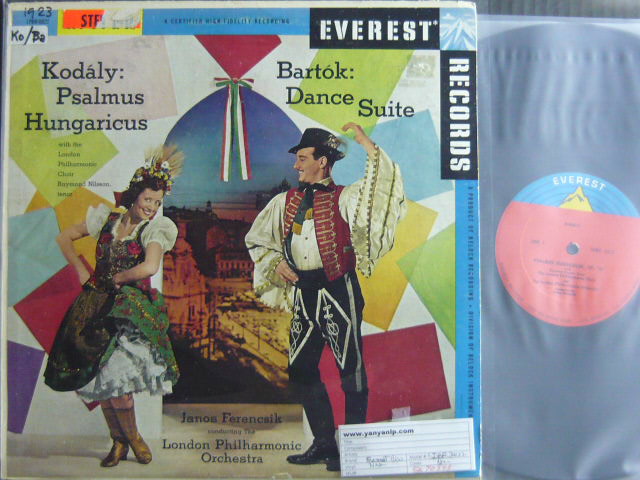 1923
STE
A CERTIFIED HIGH FIDELITY RECORDING
EVEREST
RECORDS
Ko/Ba
Kodály:
Psalmus
Hungaricus
with the
London
Philharmonic
Choir
Raymond Nilsson,
tenor
Bartók:
Dance
Suite
A PRODUCT OF BELOCK RECORDING • DIVISION OF BELOCK INSTRUMENT
Janos Ferencsik
conducting The
London Philharmonic
Orchestra
www.yanyanlp.com
EVEREST